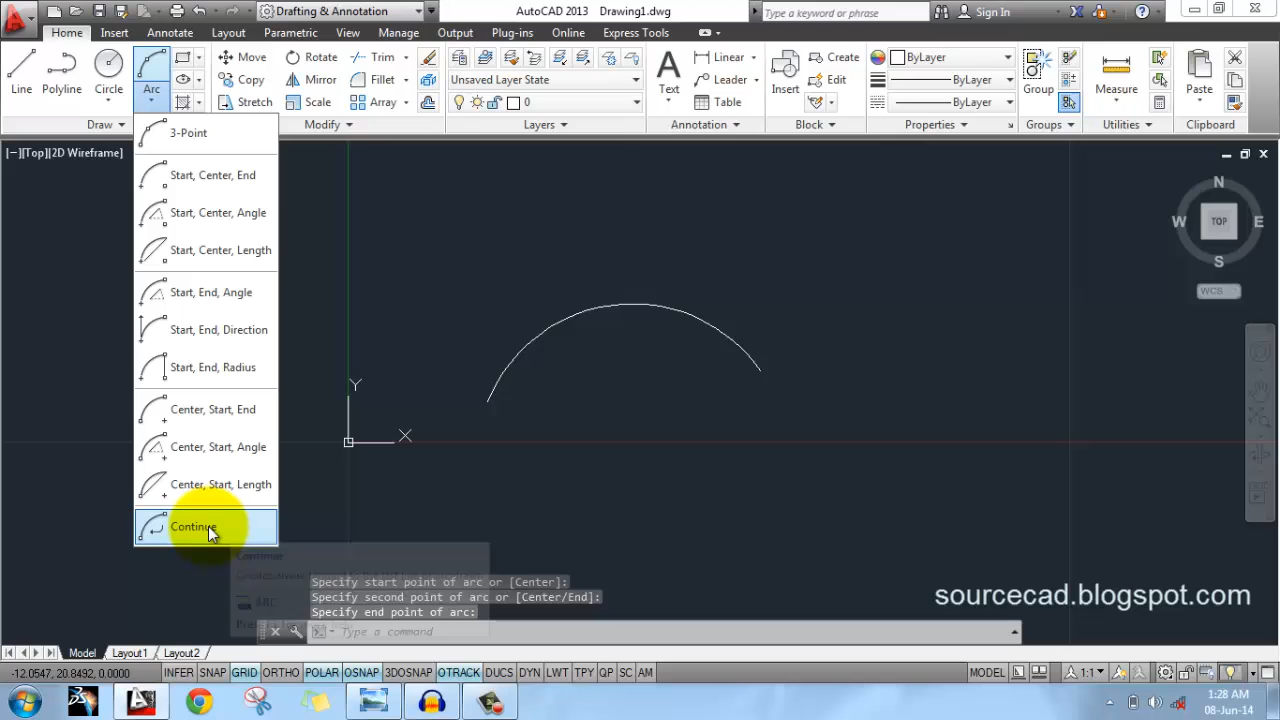 Drafting & Annotation
AutoCAD 2013 Drawing1.dwg
Type a keyword or phrase
Sign In
Home Insert Annotate Layout Parametric View Manage Output Plug-ins Online Express Tools
Line Polyline Circle Arc
Move Rotate Trim
Copy Mirror Fillet
Stretch Scale Array
Unsaved Layer State
0
Text
Linear
Leader
Table
Insert
Create
Edit
ByLayer
ByLayer
ByLayer
Group
Measure
Paste
Draw Modify Layers Annotation Block Properties Groups Utilities Clipboard
[−][Top][2D Wireframe]
3-Point
Start, Center, End
Start, Center, Angle
Start, Center, Length
Start, End, Angle
Start, End, Direction
Start, End, Radius
Center, Start, End
Center, Start, Angle
Center, Start, Length
Continue
N
W TOP E
S
WCS
Y
X
Continue
ARC
Specify start point of arc or [Center]:
Specify second point of arc or [Center/End]:
Specify end point of arc:
Type a command
sourcecad.blogspot.com
Model Layout1 Layout2
-12.0547, 20.8492, 0.0000 INFER SNAP GRID ORTHO POLAR OSNAP 3DOSNAP OTRACK DUCS DYN LWT TPY QP SC AM MODEL 1:1
1:28 AM
08-Jun-14